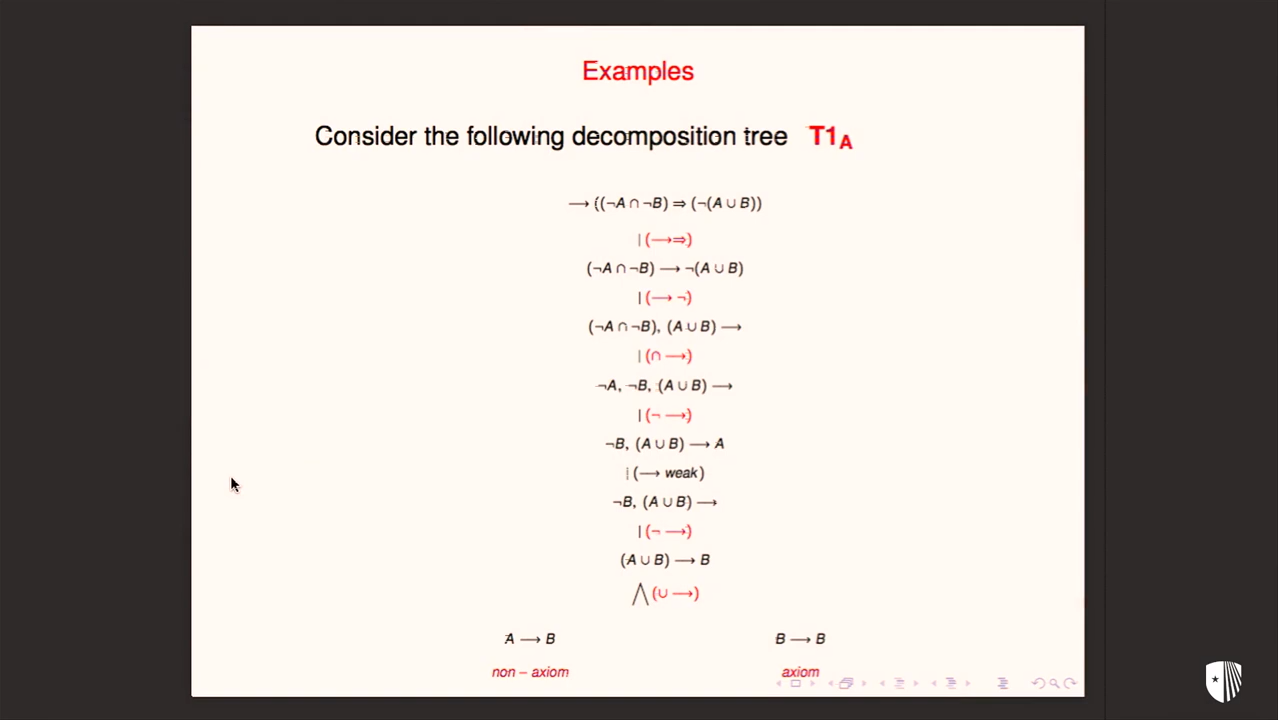 Examples
Consider the following decomposition tree T1A
⟶ ((¬A ∩ ¬B) ⇒ (¬(A ∪ B))
| (⟶⇒)
(¬A ∩ ¬B) ⟶ ¬(A ∪ B)
| (⟶ ¬)
(¬A ∩ ¬B), (A ∪ B) ⟶
| (∩ ⟶)
¬A, ¬B, (A ∪ B) ⟶
| (¬ ⟶)
¬B, (A ∪ B) ⟶ A
| (⟶ weak)
¬B, (A ∪ B) ⟶
| (¬ ⟶)
(A ∪ B) ⟶ B
⋀ (∪ ⟶)
A ⟶ B B ⟶ B
non – axiom axiom